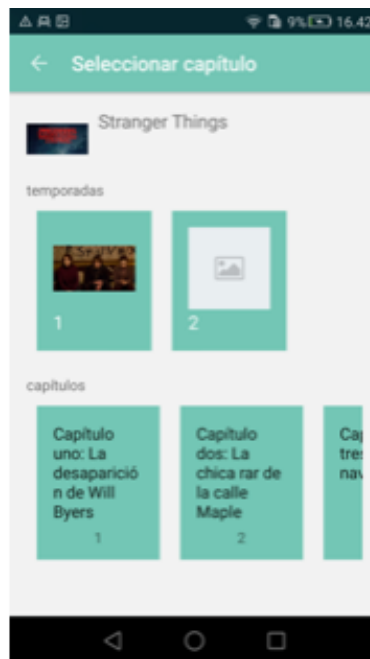 9% 16.42
Seleccionar capítulo
Stranger Things
temporadas
1
2
capítulos
Capítulo
uno: La
desaparició
n de Will
Byers
1
Capítulo
dos: La
chica rar de
la calle
Maple
2
tres